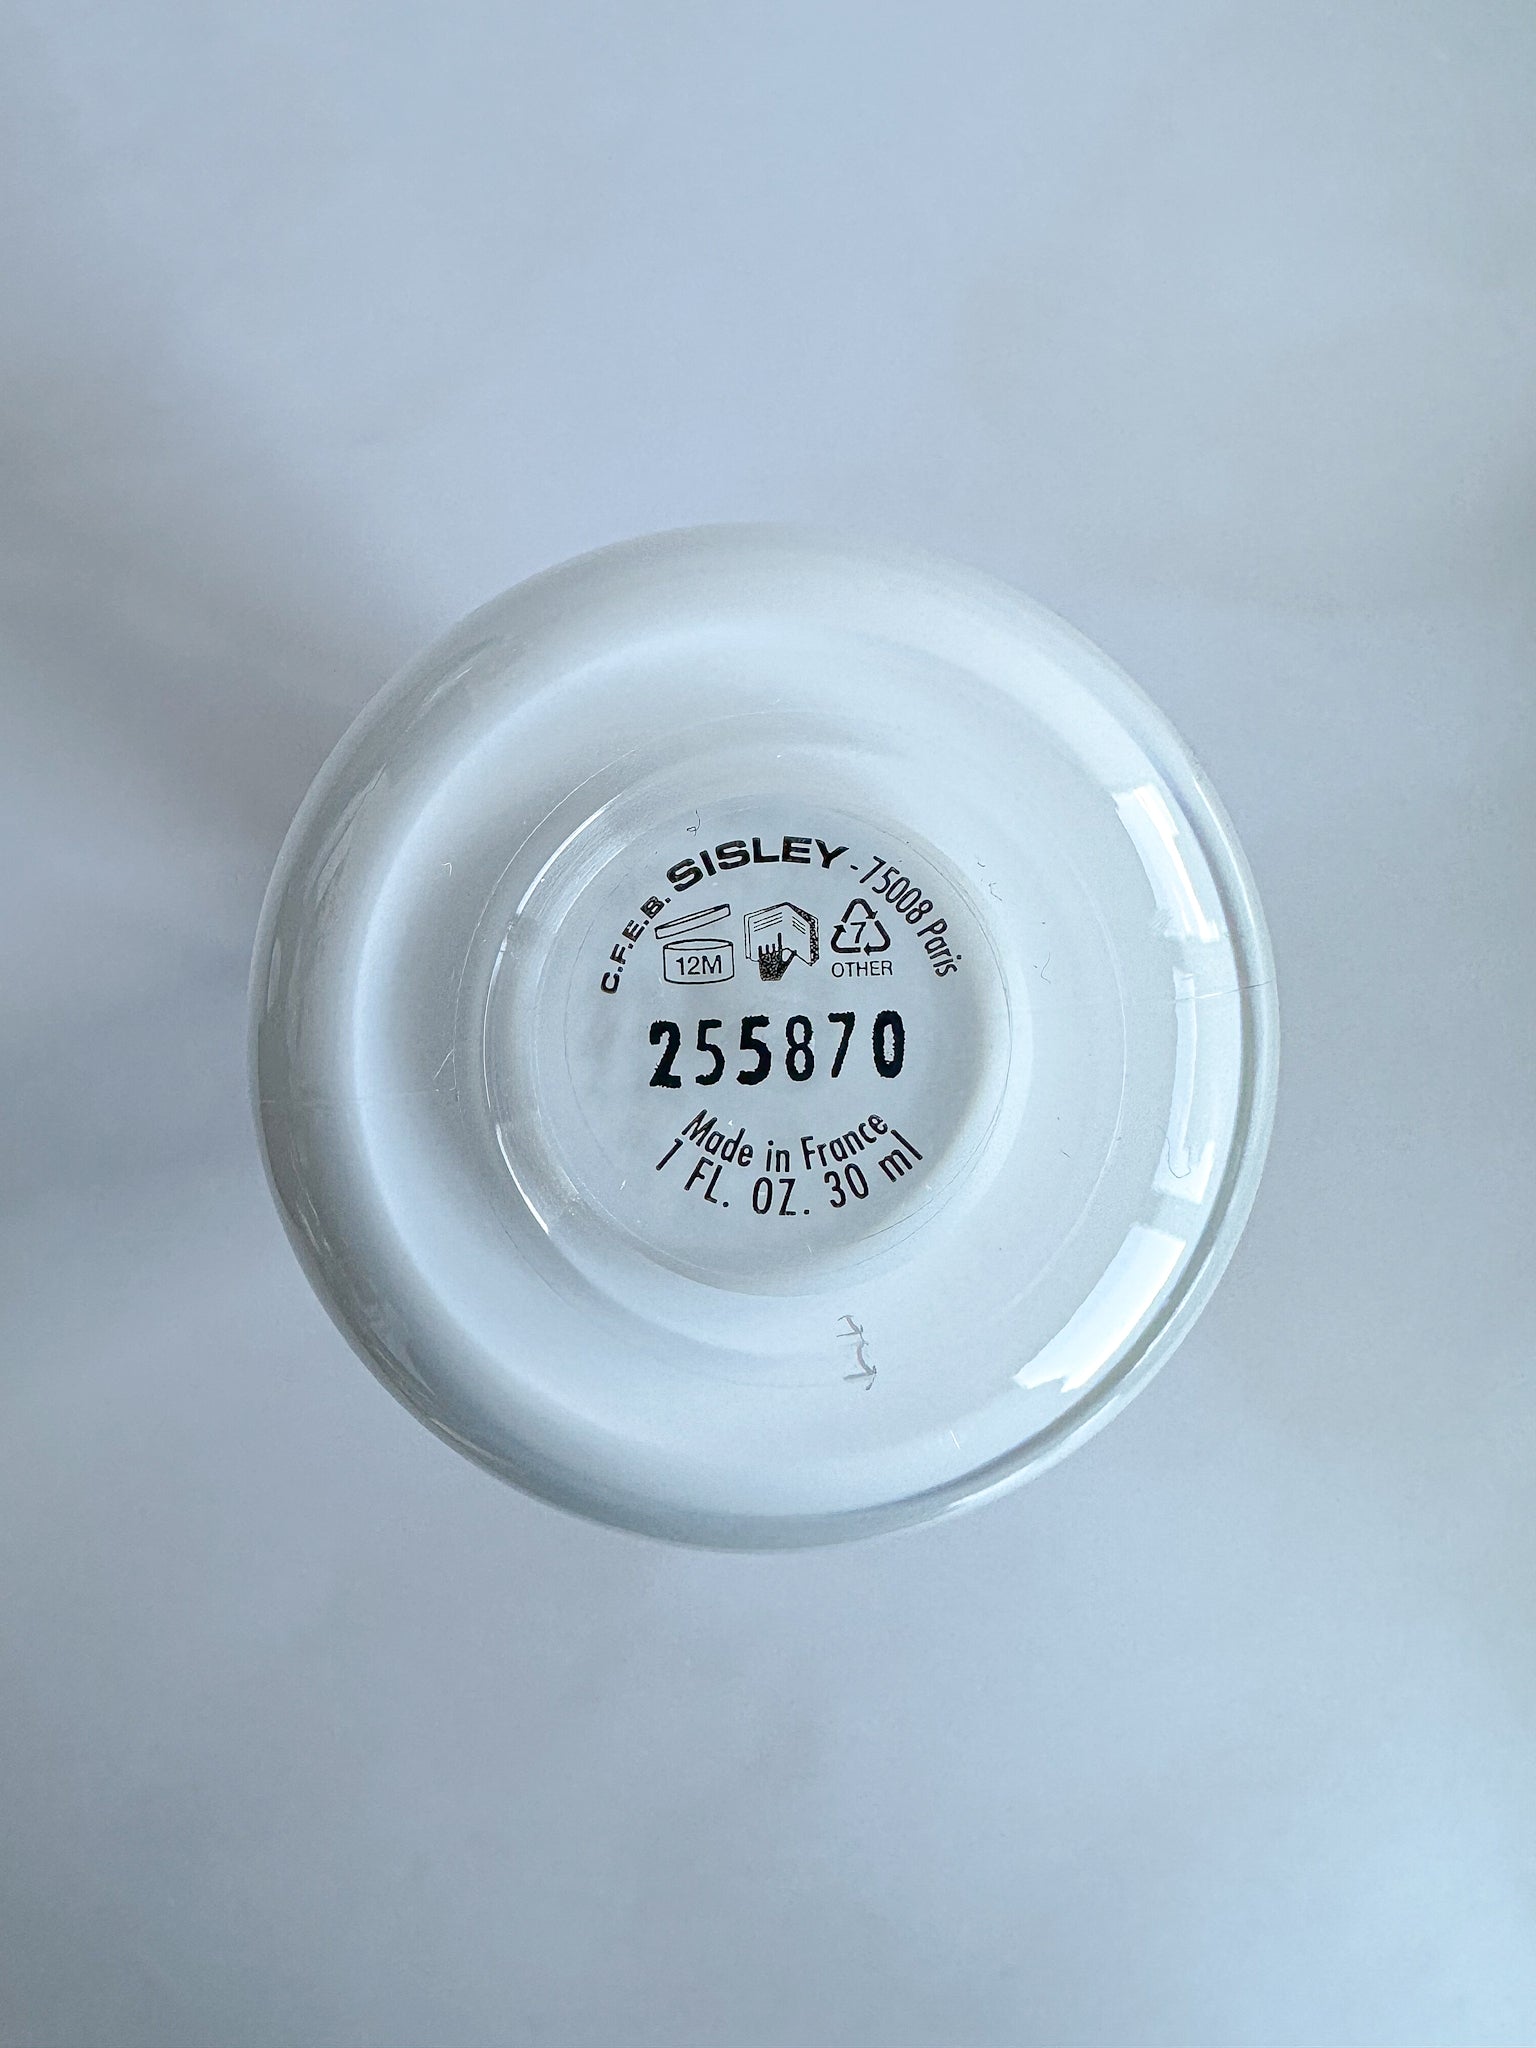 C.F.E.B. SISLEY - 75008 Paris
12M
7
OTHER
255870
Made in France
1 FL. OZ. 30 ml